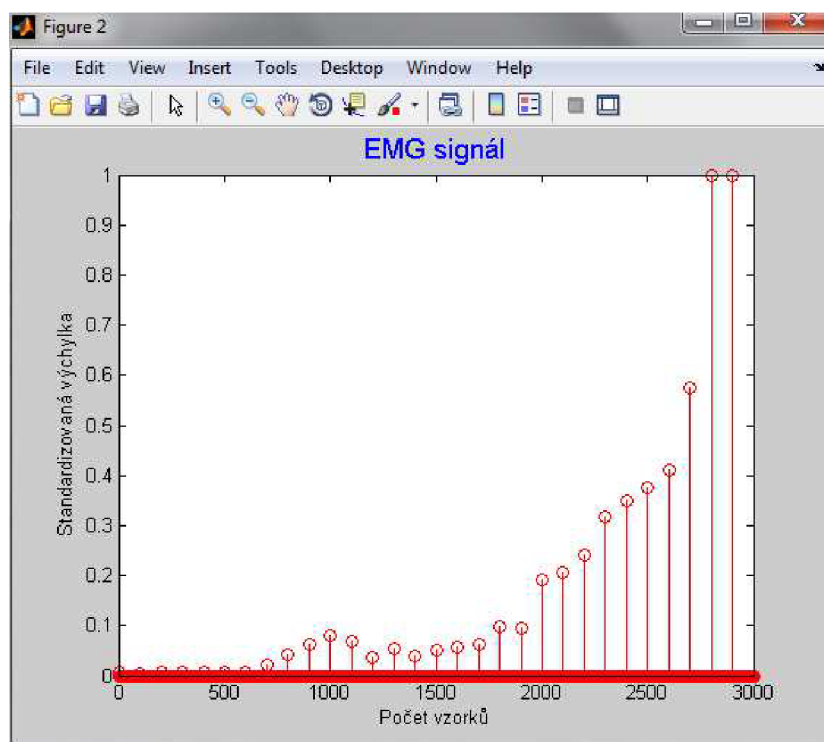 Figure 2
File Edit View Insert Tools Desktop Window Help
EMG signál
1
0.9
0.8
0.7
0.6
0.5
0.4
0.3
0.2
0.1
0
Standardizovaná výchylka
0 500 1000 1500 2000 2500 3000
Počet vzorků